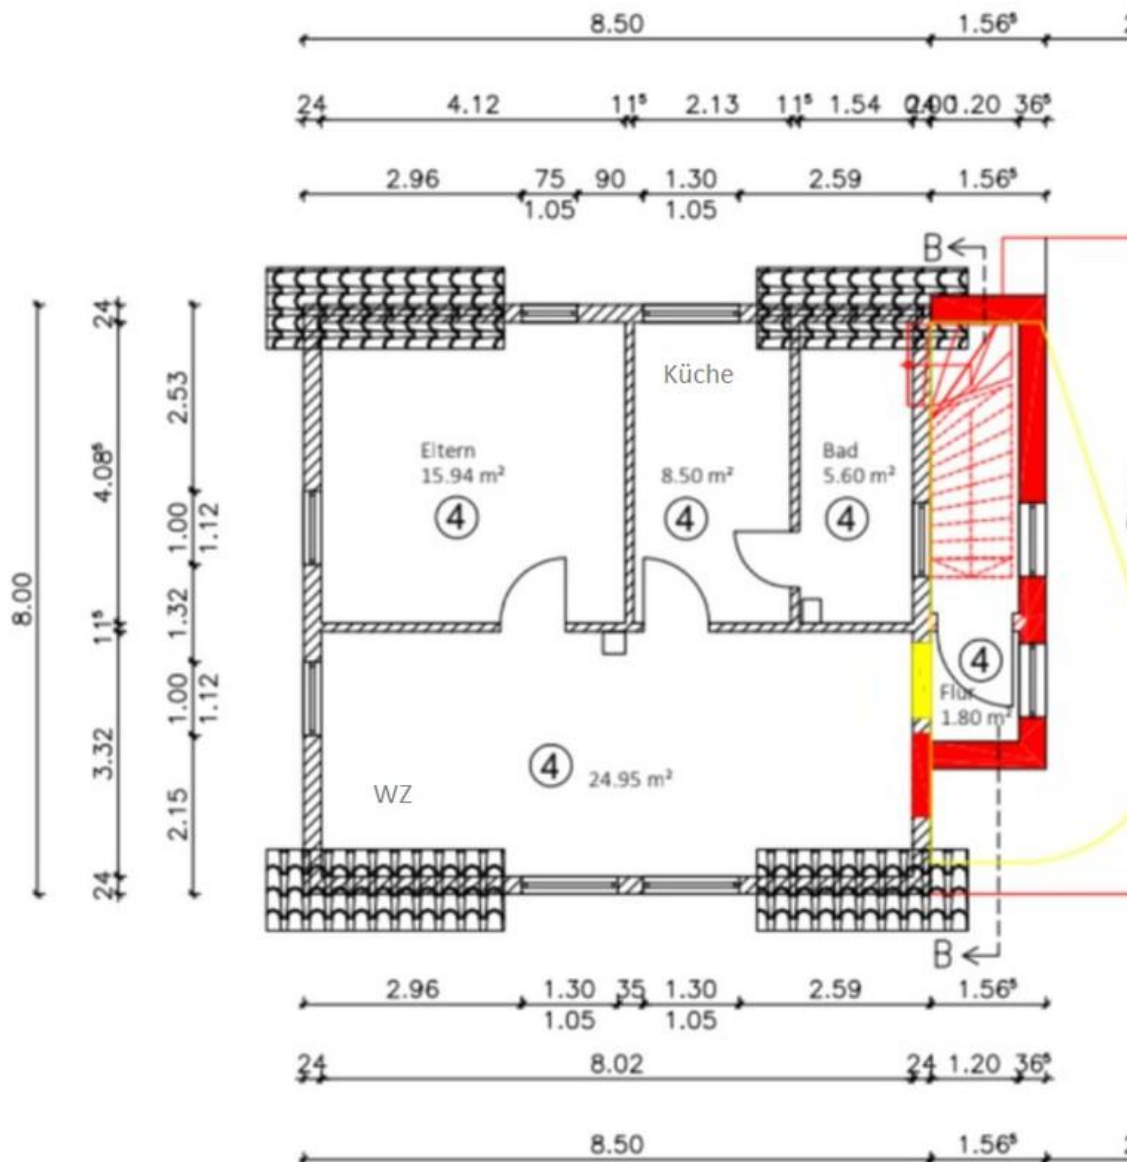 8.50 1.56⁵
24 4.12 11⁵ 2.13 11⁵ 1.54 24 0.00 1.20 36⁵
2.96 75 90 1.30 2.59 1.56⁵
1.05 1.05
B
24
2.53
4.08⁵
1.00
1.12
8.00
1.32
11⁵
1.00
1.12
3.32
2.15
24
Küche
Eltern
15.94 m²
4
8.50 m²
4
Bad
5.60 m²
4
4
Flur
1.80 m²
4
24.95 m²
WZ
B
2.96 1.30 35 1.30 2.59 1.56⁵
1.05 1.05
24 8.02 24 1.20 36⁵
8.50 1.56⁵